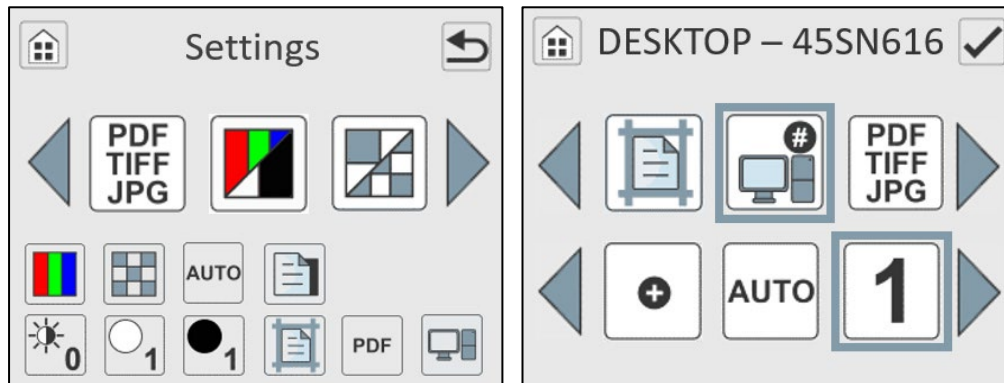 Settings
PDF
TIFF
JPG
AUTO
0
1
1
PDF
DESKTOP – 45SN616
#
PDF
TIFF
JPG
AUTO
1